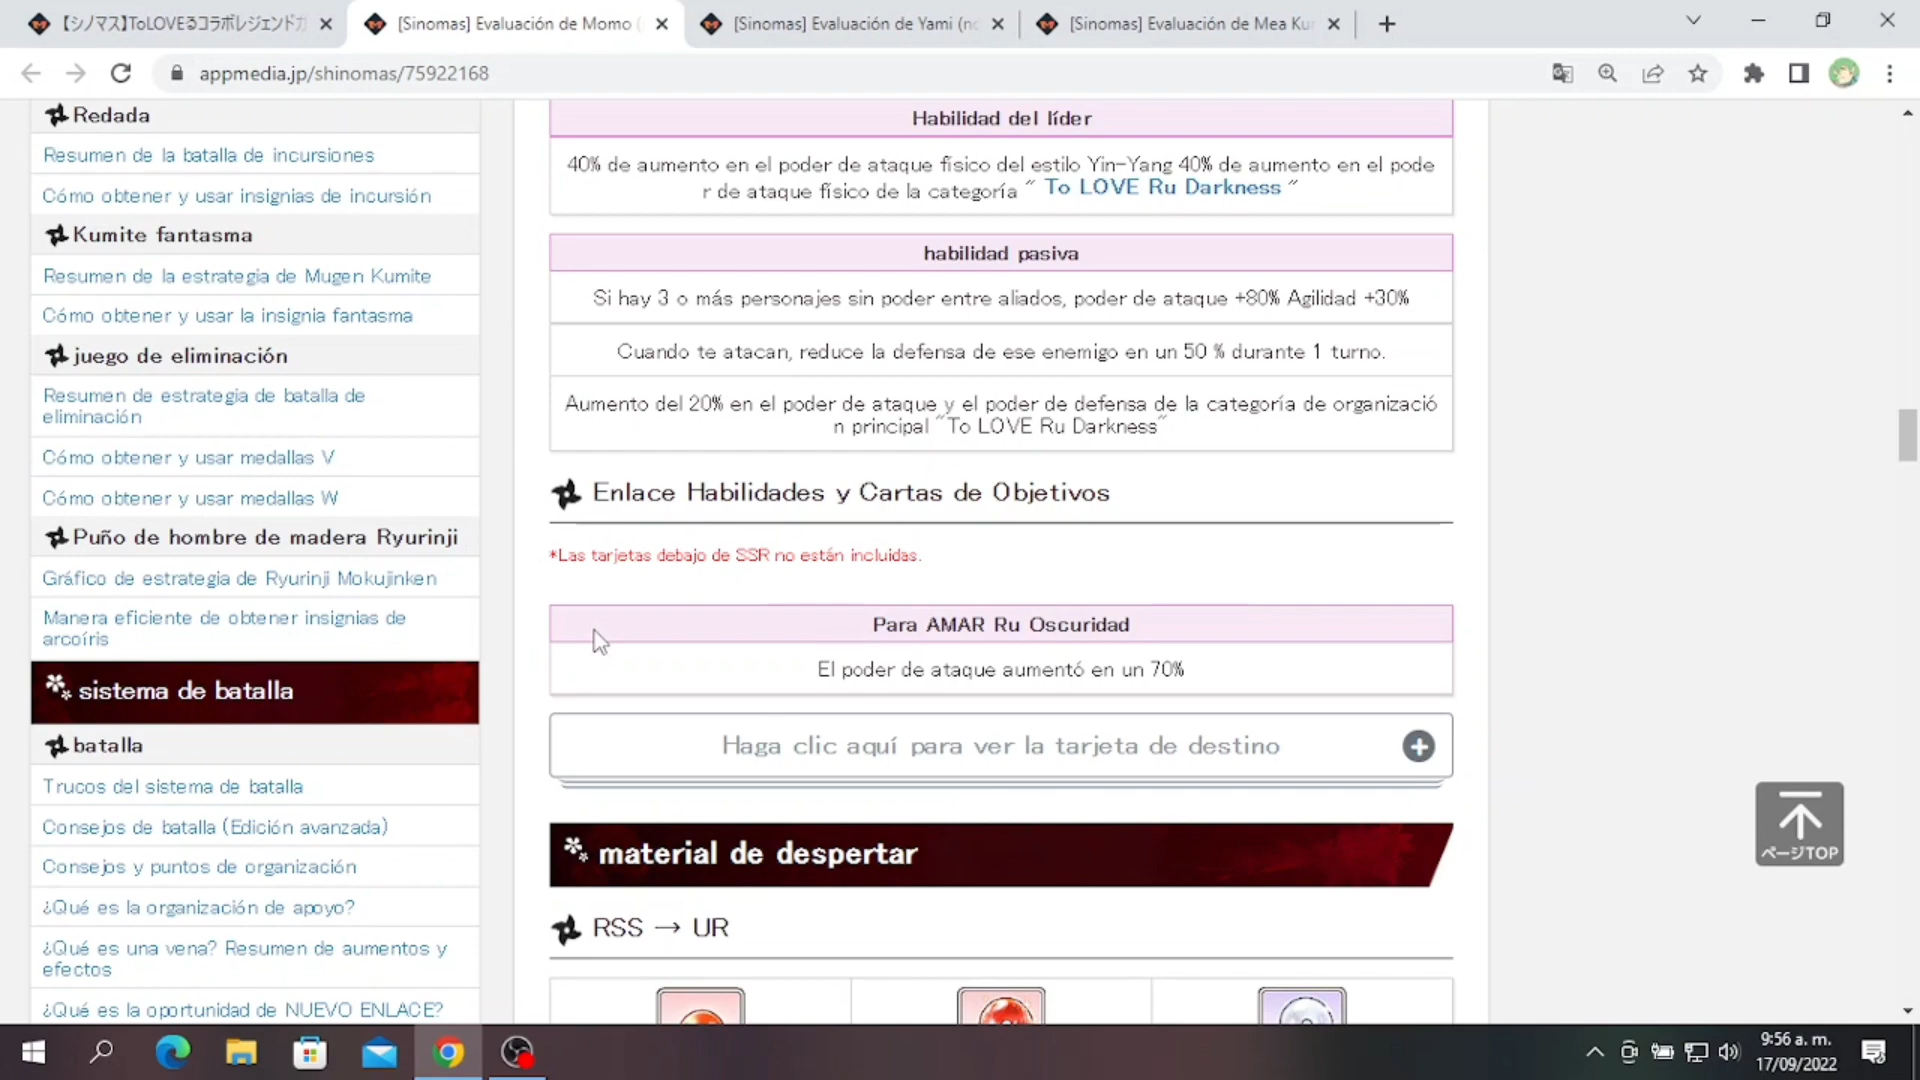 【シノマス】ToLOVEるコラボレジェンドガ
[Sinomas] Evaluación de Momo (
[Sinomas] Evaluación de Yami (no
[Sinomas] Evaluación de Mea Kur
appmedia.jp/shinomas/75922168
Redada
Resumen de la batalla de incursiones
Cómo obtener y usar insignias de incursión
Kumite fantasma
Resumen de la estrategia de Mugen Kumite
Cómo obtener y usar la insignia fantasma
juego de eliminación
Resumen de estrategia de batalla de
eliminación
Cómo obtener y usar medallas V
Cómo obtener y usar medallas W
Puño de hombre de madera Ryurinji
Gráfico de estrategia de Ryurinji Mokujinken
Manera eficiente de obtener insignias de
arcoíris
sistema de batalla
batalla
Trucos del sistema de batalla
Consejos de batalla (Edición avanzada)
Consejos y puntos de organización
¿Qué es la organización de apoyo?
¿Qué es una vena? Resumen de aumentos y
efectos
¿Qué es la oportunidad de NUEVO ENLACE?
Habilidad del líder
40% de aumento en el poder de ataque físico del estilo Yin-Yang 40% de aumento en el pode
r de ataque físico de la categoría " To LOVE Ru Darkness "
habilidad pasiva
Si hay 3 o más personajes sin poder entre aliados, poder de ataque +80% Agilidad +30%
Cuando te atacan, reduce la defensa de ese enemigo en un 50 % durante 1 turno.
Aumento del 20% en el poder de ataque y el poder de defensa de la categoría de organizació
n principal "To LOVE Ru Darkness"
Enlace Habilidades y Cartas de Objetivos
*Las tarjetas debajo de SSR no están incluidas.
Para AMAR Ru Oscuridad
El poder de ataque aumentó en un 70%
Haga clic aquí para ver la tarjeta de destino
material de despertar
RSS → UR
ページTOP
9:56 a. m.
17/09/2022